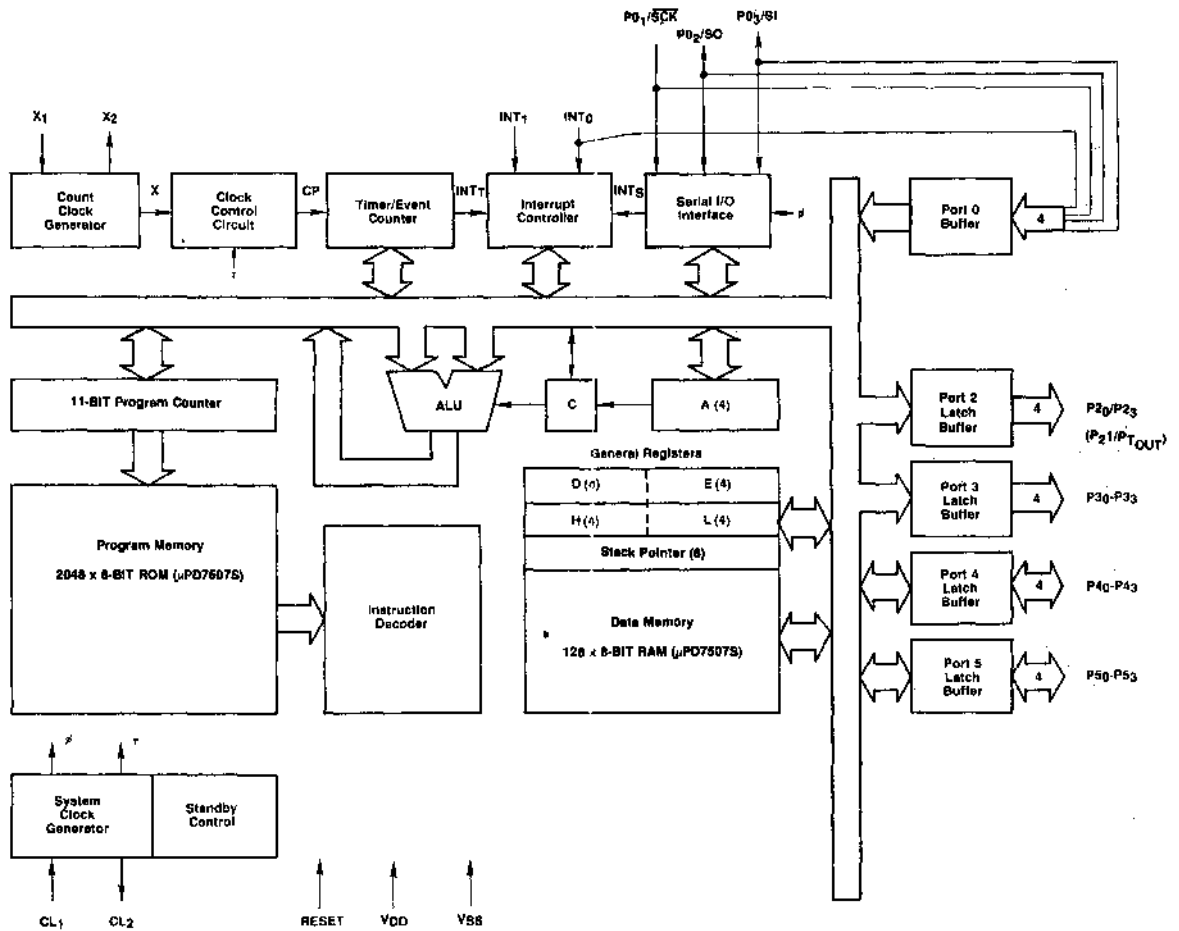 P0₁/SCK
P0₂/SO
P0₃/SI
X₁
X₂
INT₁
INT₀
Count
Clock
Generator
X
Clock
Control
Circuit
CP
Timer/Event
Counter
INT_T
Interrupt
Controller
INT_S
Serial I/O
Interface
ø
Port 0
Buffer
4
τ
11-BIT Program Counter
ALU
C
A (4)
Port 2
Latch
Buffer
4
P2₀/P2₃
(P₂1/P_TOUT)
General Registers
D (4)
E (4)
H (4)
L (4)
Stack Pointer (8)
Port 3
Latch
Buffer
4
P3₀-P3₃
Program Memory
2048 x 8-BIT ROM (µPD7507S)
Instruction
Decoder
Data Memory
128 x 8-BIT RAM (µPD7507S)
Port 4
Latch
Buffer
4
P4₀-P4₃
Port 5
Latch
Buffer
4
P5₀-P5₃
ø
τ
System
Clock
Generator
Standby
Control
CL₁
CL₂
RESET
V_DD
V_SS